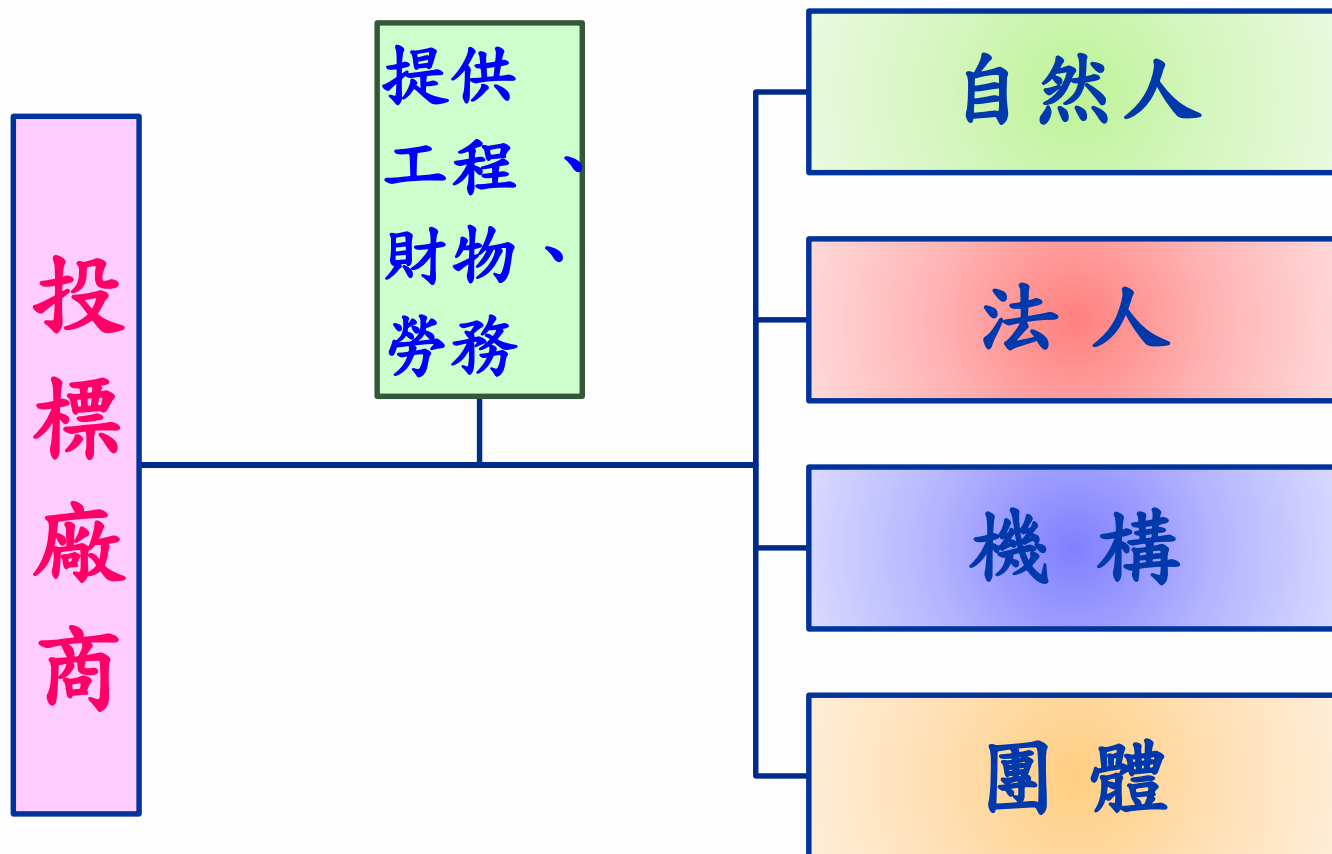 投標廠商
提供
工程、
財物、
勞務
自然人
法人
機構
團體